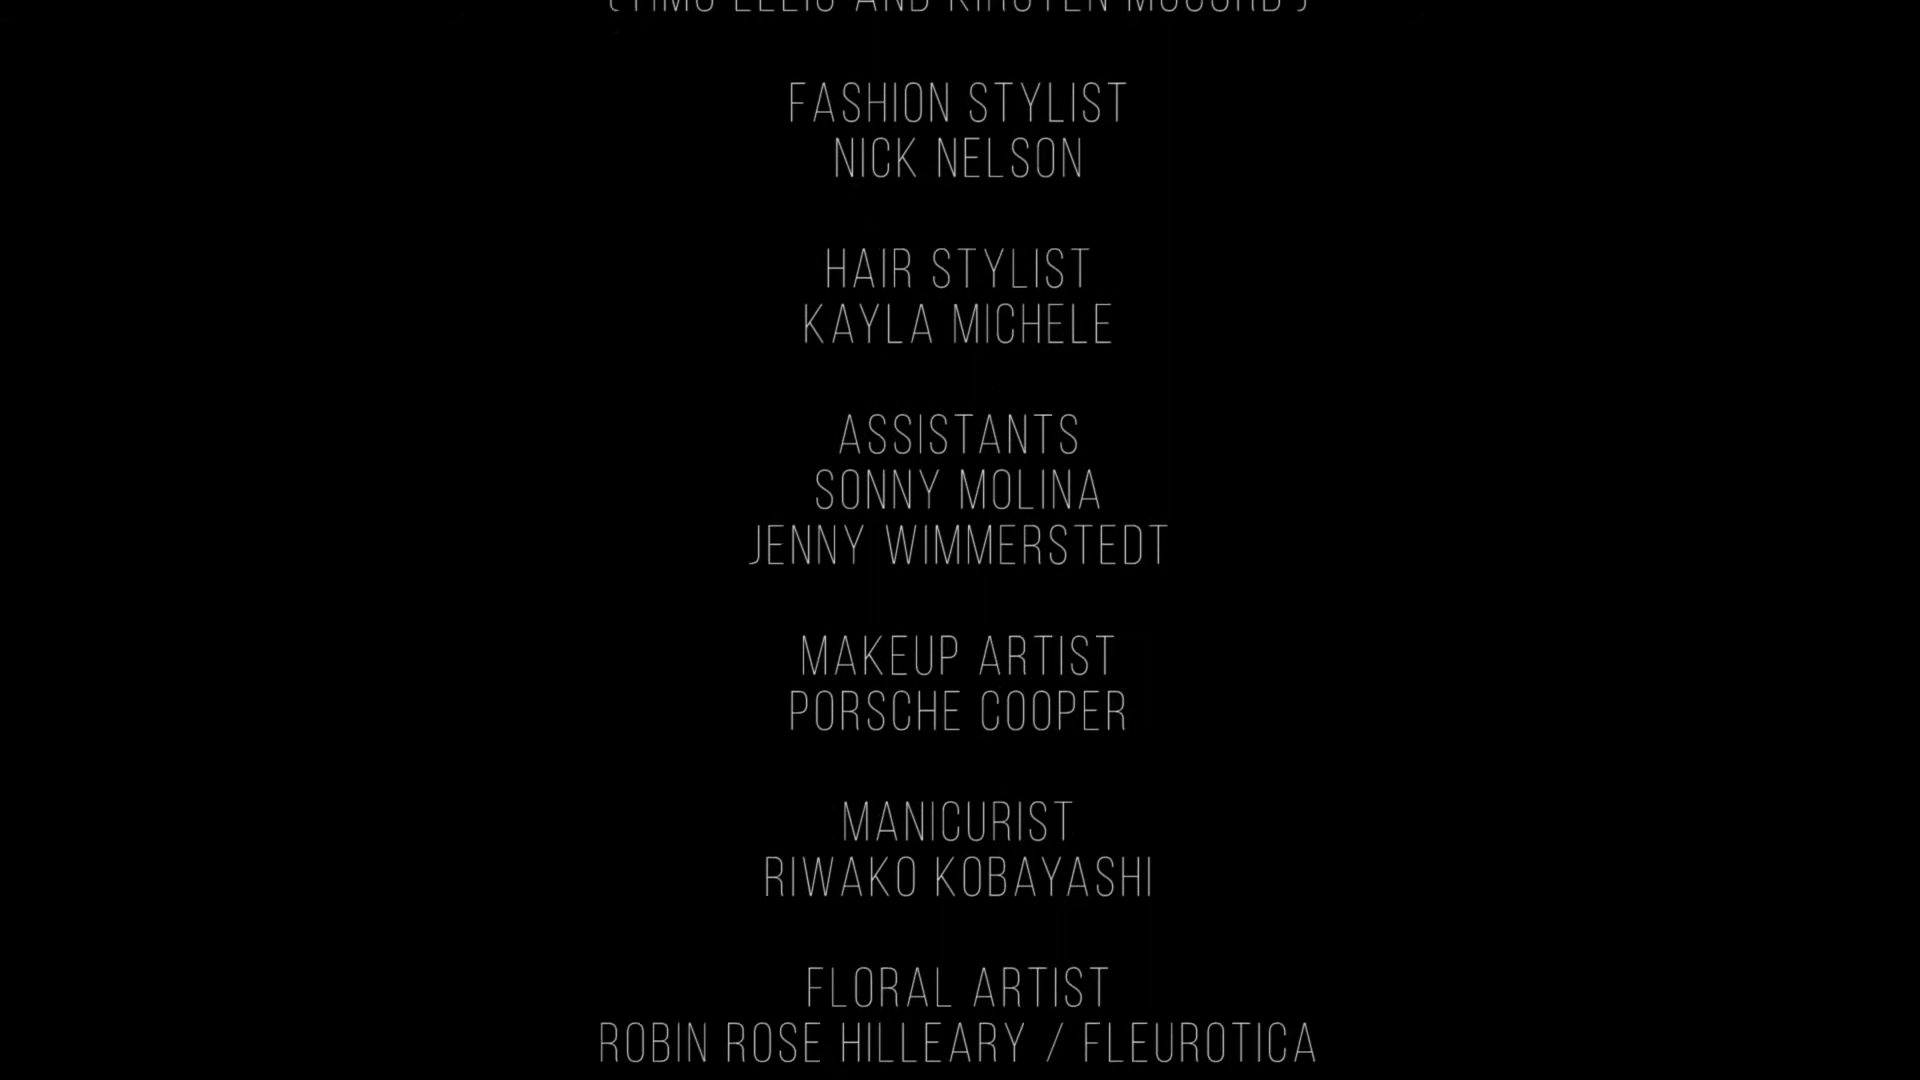 AND
FASHION STYLIST
NICK NELSON
HAIR STYLIST
KAYLA MICHELE
ASSISTANTS
SONNY MOLINA
JENNY WIMMERSTEDT
MAKEUP ARTIST
PORSCHE COOPER
MANICURIST
RIWAKO KOBAYASHI
FLORAL ARTIST
ROBIN ROSE HILLEARY / FLEUROTICA